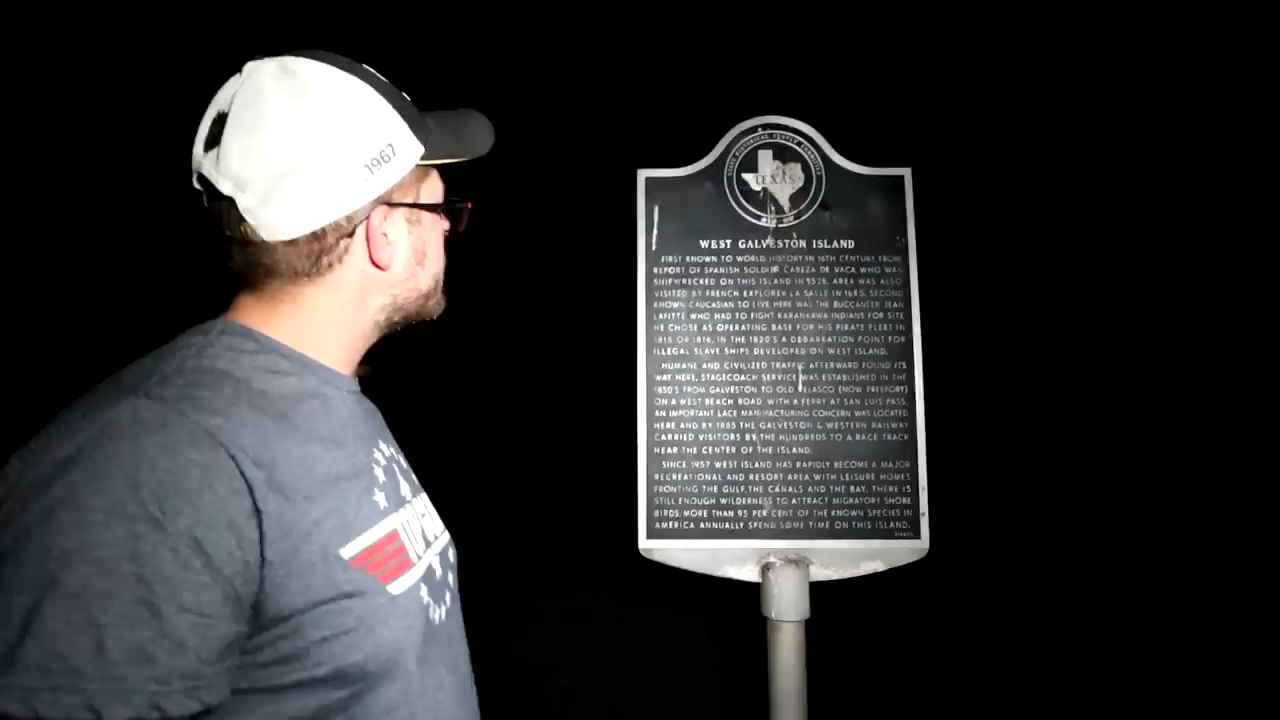 1967
STATE HISTORICAL SURVEY COMMITTEE
TEXAS
WEST GALVESTON ISLAND
FIRST KNOWN TO WORLD HISTORY IN 16TH CENTURY, FROM
REPORT OF SPANISH SOLDIER CABEZA DE VACA, WHO WAS
SHIPWRECKED ON THIS ISLAND IN 1528. AREA WAS ALSO
VISITED BY FRENCH EXPLORER LA SALLE IN 1685. SECOND
KNOWN CAUCASIAN TO LIVE HERE WAS THE BUCCANEER JEAN
LAFITTE WHO HAD TO FIGHT KARANKAWA INDIANS FOR SITE
HE CHOSE AS OPERATING BASE FOR HIS PIRATE FLEET IN
1815 OR 1816. IN THE 1820'S A DEBARKATION POINT FOR
ILLEGAL SLAVE SHIPS DEVELOPED ON WEST ISLAND.
HUMANE AND CIVILIZED TRAFFIC AFTERWARD FOUND ITS
WAY HERE. STAGECOACH SERVICE WAS ESTABLISHED IN THE
1850'S FROM GALVESTON TO OLD VELASCO (NOW FREEPORT)
ON A WEST BEACH ROAD, WITH A FERRY AT SAN LUIS PASS.
AN IMPORTANT LACE MANUFACTURING CONCERN WAS LOCATED
HERE AND BY 1885 THE GALVESTON & WESTERN RAILWAY
CARRIED VISITORS BY THE HUNDREDS TO A RACE TRACK
NEAR THE CENTER OF THE ISLAND.
SINCE 1957 WEST ISLAND HAS RAPIDLY BECOME A MAJOR
RECREATIONAL AND RESORT AREA, WITH LEISURE HOMES
FRONTING THE GULF, THE CANALS AND THE BAY. THERE IS
STILL ENOUGH WILDERNESS TO ATTRACT MIGRATORY SHORE
BIRDS; MORE THAN 95 PER CENT OF THE KNOWN SPECIES IN
AMERICA ANNUALLY SPEND SOME TIME ON THIS ISLAND.